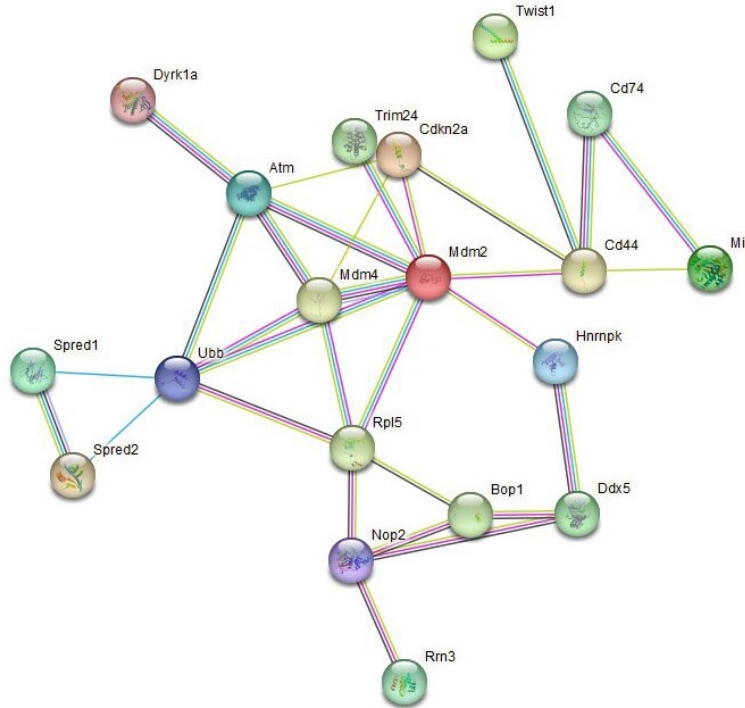 Twist1
Dyrk1a
Cd74
Trim24
Cdkn2a
Atm
Mdm2
Cd44
Mi
Mdm4
Hnrnpk
Spred1
Ubb
Spred2
Rpl5
Bop1
Ddx5
Nop2
Rrn3